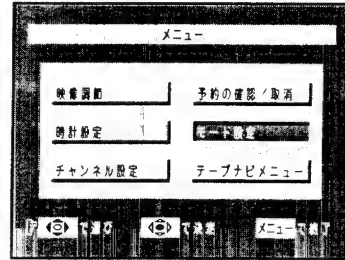 メニュー
映像調節
予約の確認/取消
時計設定
モード設定
チャンネル設定
テープナビメニュー
で選び で決定 メニューで終了